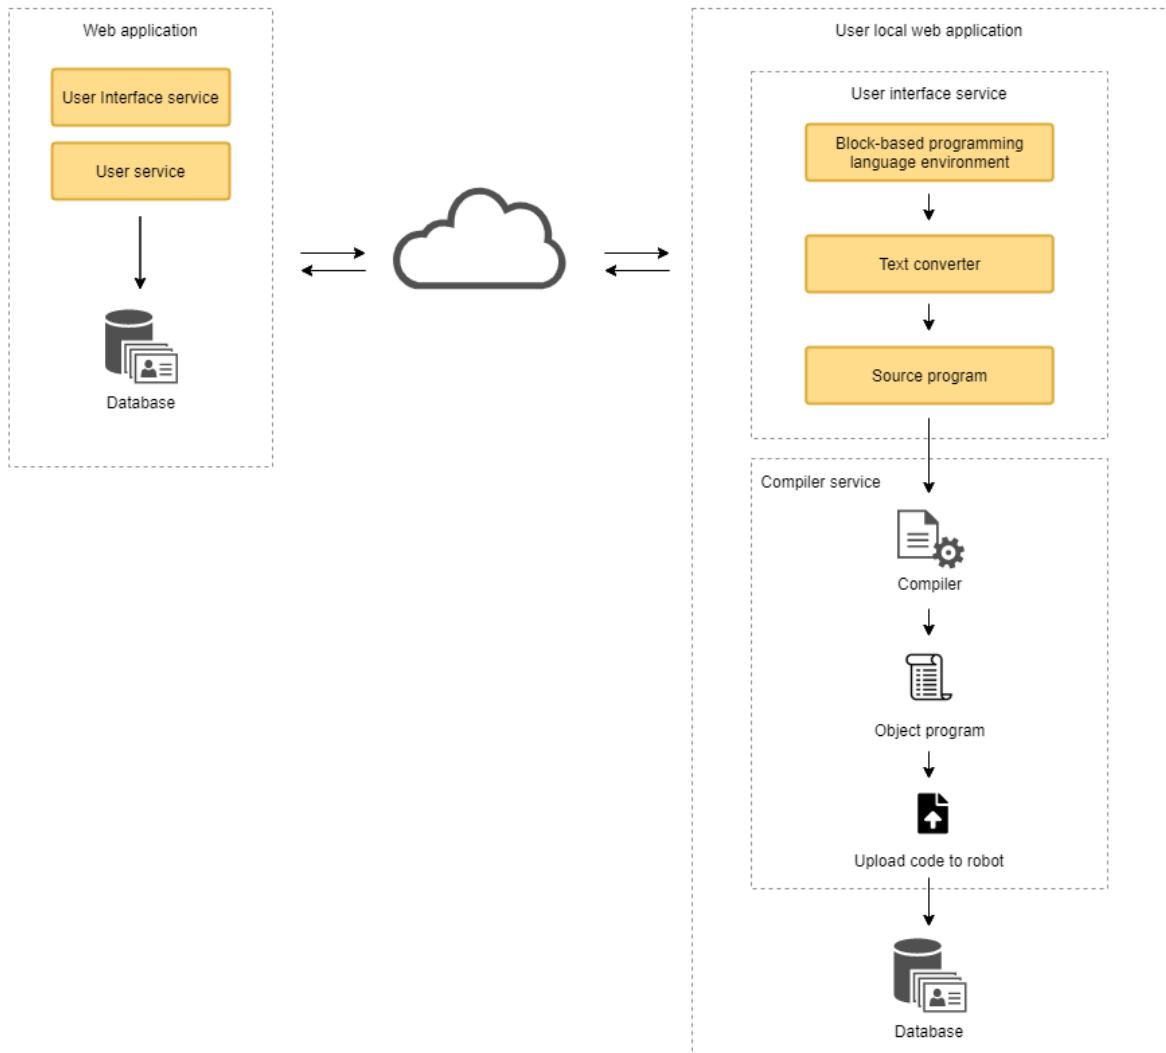 Web application
User Interface service
User service
Database
User local web application
User interface service
Block-based programming
language environment
Text converter
Source program
Compiler service
Compiler
Object program
Upload code to robot
Database